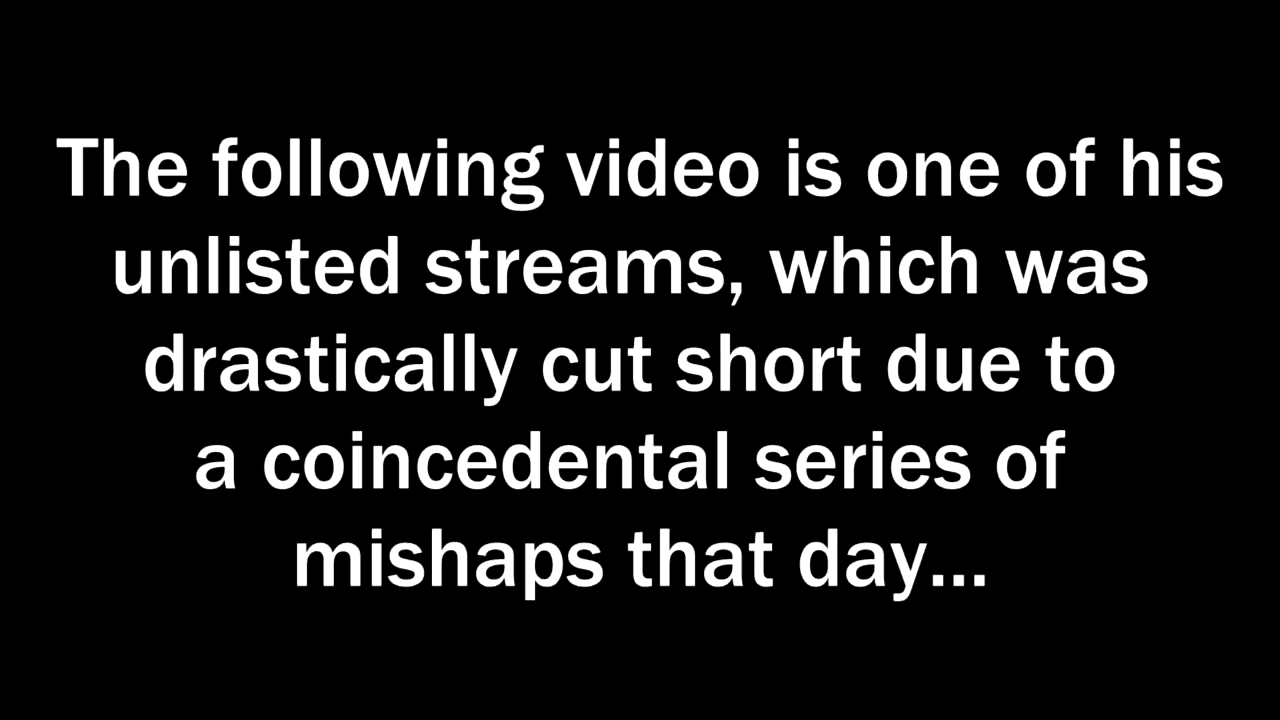 The following video is one of his
unlisted streams, which was
drastically cut short due to
a coincedental series of
mishaps that day...